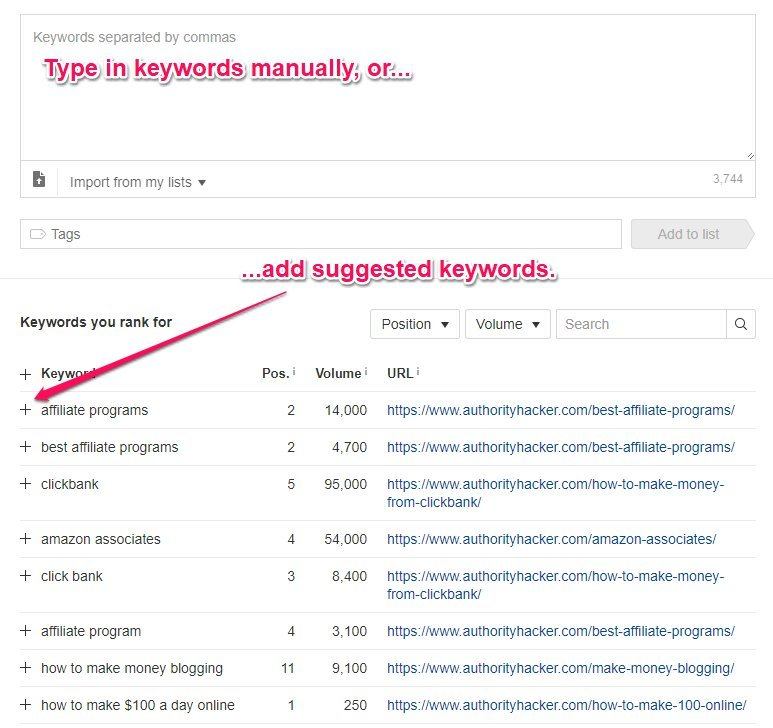 Keywords separated by commas
Type in keywords manually, or...
Import from my lists
3,744
Tags
Add to list
...add suggested keywords.
Keywords you rank for
Position
Volume
Search
Keyword Pos. i Volume i URL i
affiliate programs 2 14,000 https://www.authorityhacker.com/best-affiliate-programs/
best affiliate programs 2 4,700 https://www.authorityhacker.com/best-affiliate-programs/
clickbank 5 95,000 https://www.authorityhacker.com/how-to-make-money-
from-clickbank/
amazon associates 4 54,000 https://www.authorityhacker.com/amazon-associates/
click bank 3 8,400 https://www.authorityhacker.com/how-to-make-money-
from-clickbank/
affiliate program 4 3,100 https://www.authorityhacker.com/best-affiliate-programs/
how to make money blogging 11 9,100 https://www.authorityhacker.com/make-money-blogging/
how to make $100 a day online 1 250 https://www.authorityhacker.com/how-to-make-100-online/